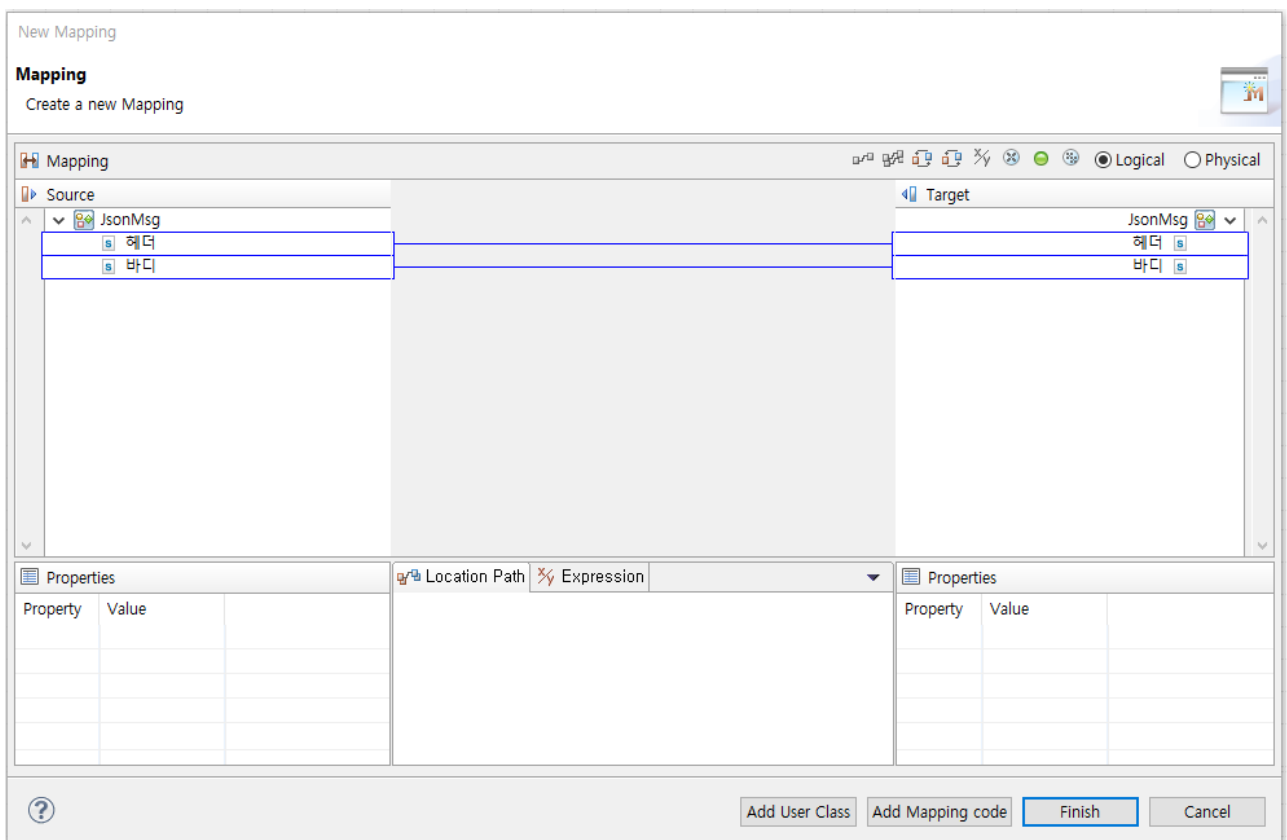 New Mapping
Mapping
Create a new Mapping
Mapping
Logical
Physical
Source
Target
JsonMsg
JsonMsg
헤더
헤더
바디
바디
Properties
Location Path
Expression
Properties
Property
Value
Property
Value
Add User Class
Add Mapping code
Finish
Cancel